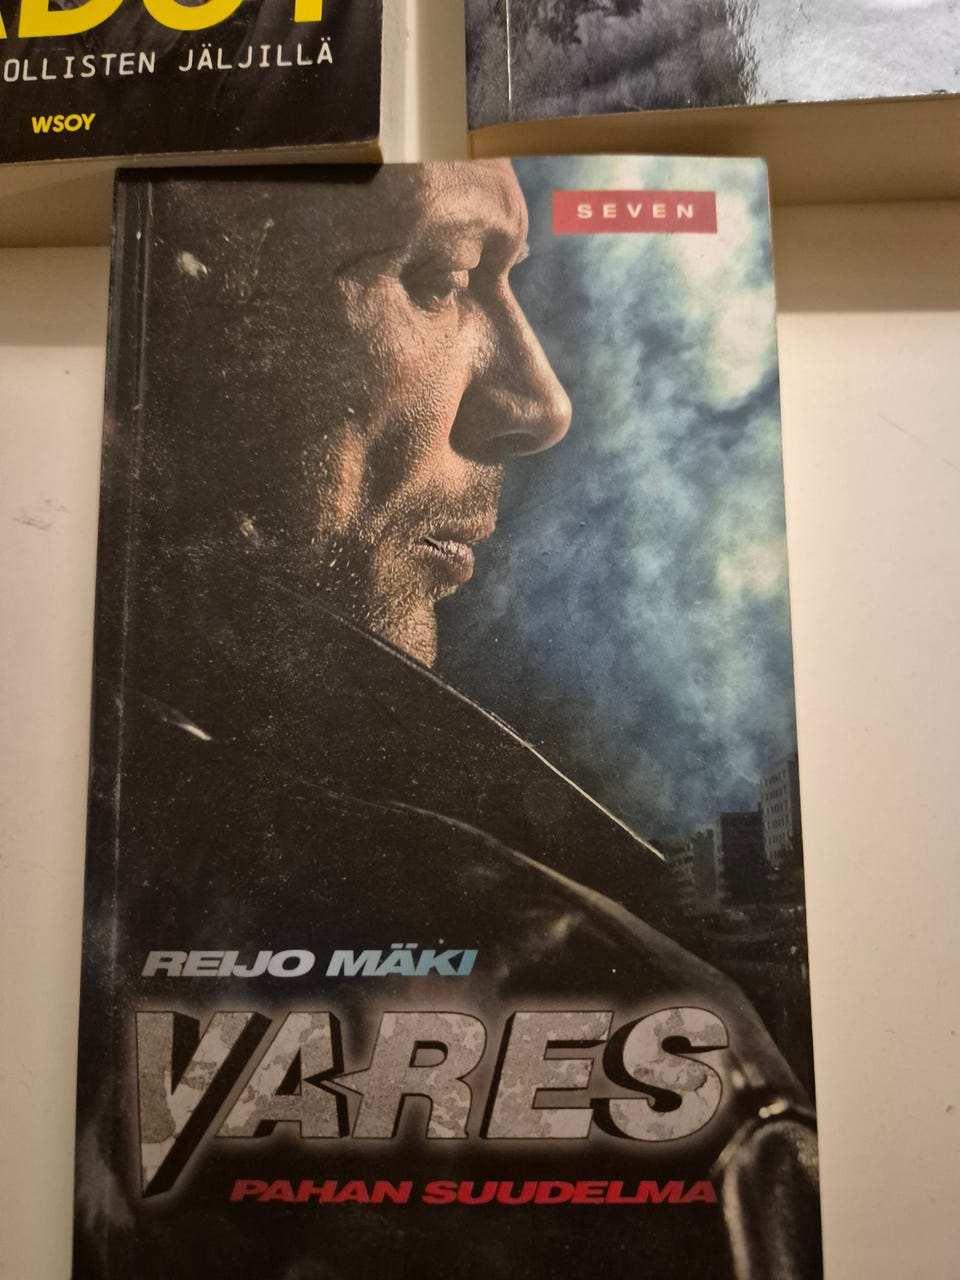 OLLISTEN JÄLJILLÄ
WSOY
SEVEN
REIJO MÄKI
VARES
PAHAN SUUDELMA